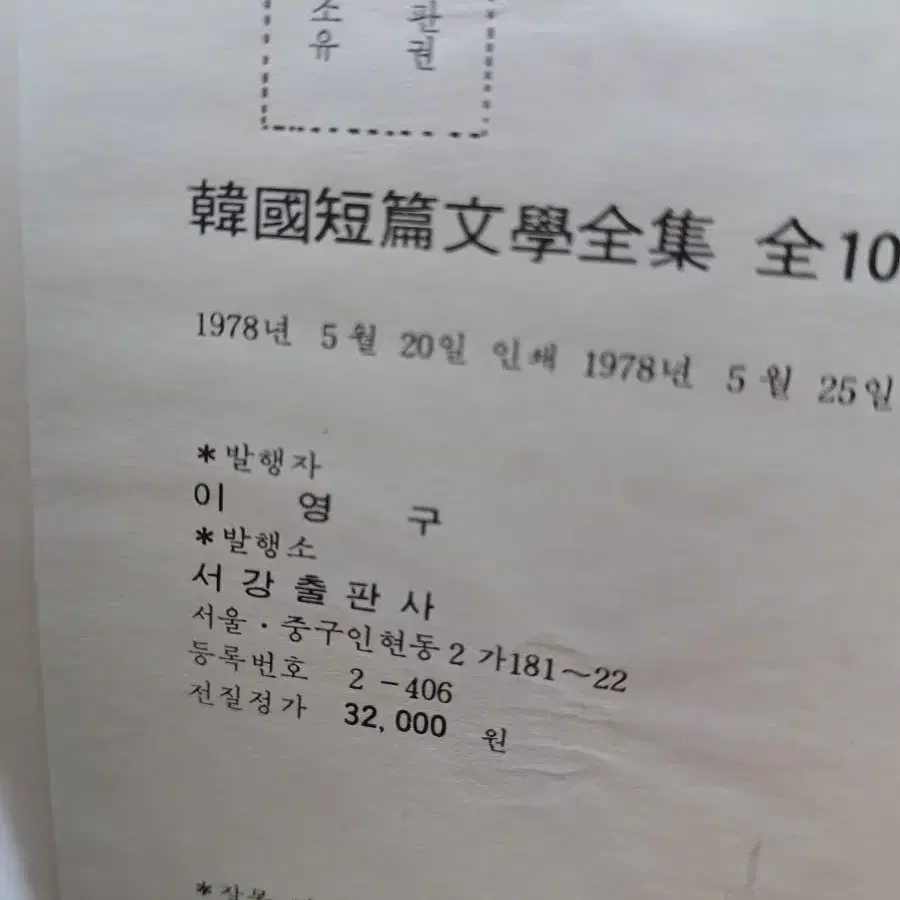 판권
소유
韓國短篇文學全集 全10
1978년 5월 20일 인쇄 1978년 5월 25일
*발행자
이 영 구
*발행소
서강출판사
서울·중구인현동2가181~22
등록번호 2-406
전질정가 32,000 원